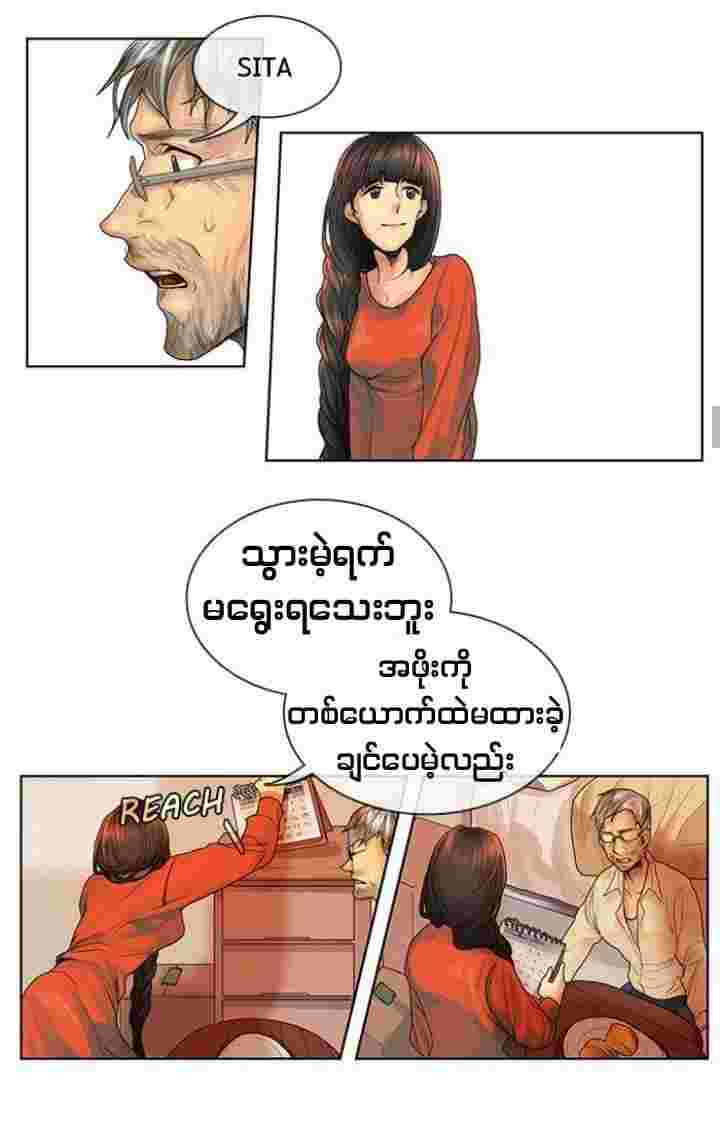 SITA
သွားမဲ့ရက်
မရွေးရသေးဘူး
အဖိုးကို
တစ်ယောက်ထဲမထားခဲ့
ချင်ပေမဲ့လည်း
REACH